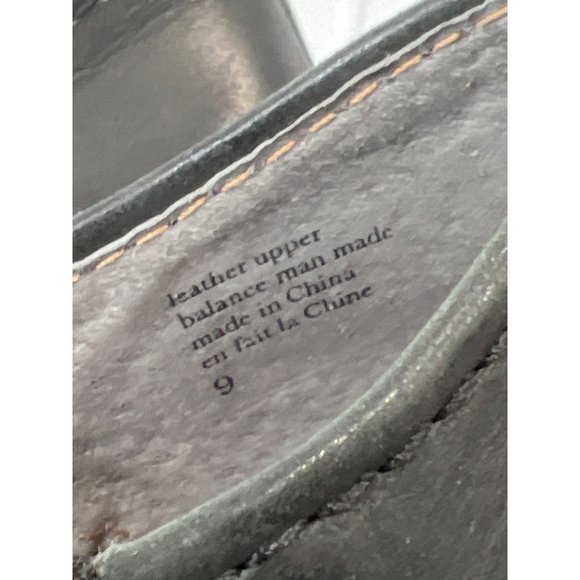 leather upper
balance man made
made in China
en fait la Chine
9